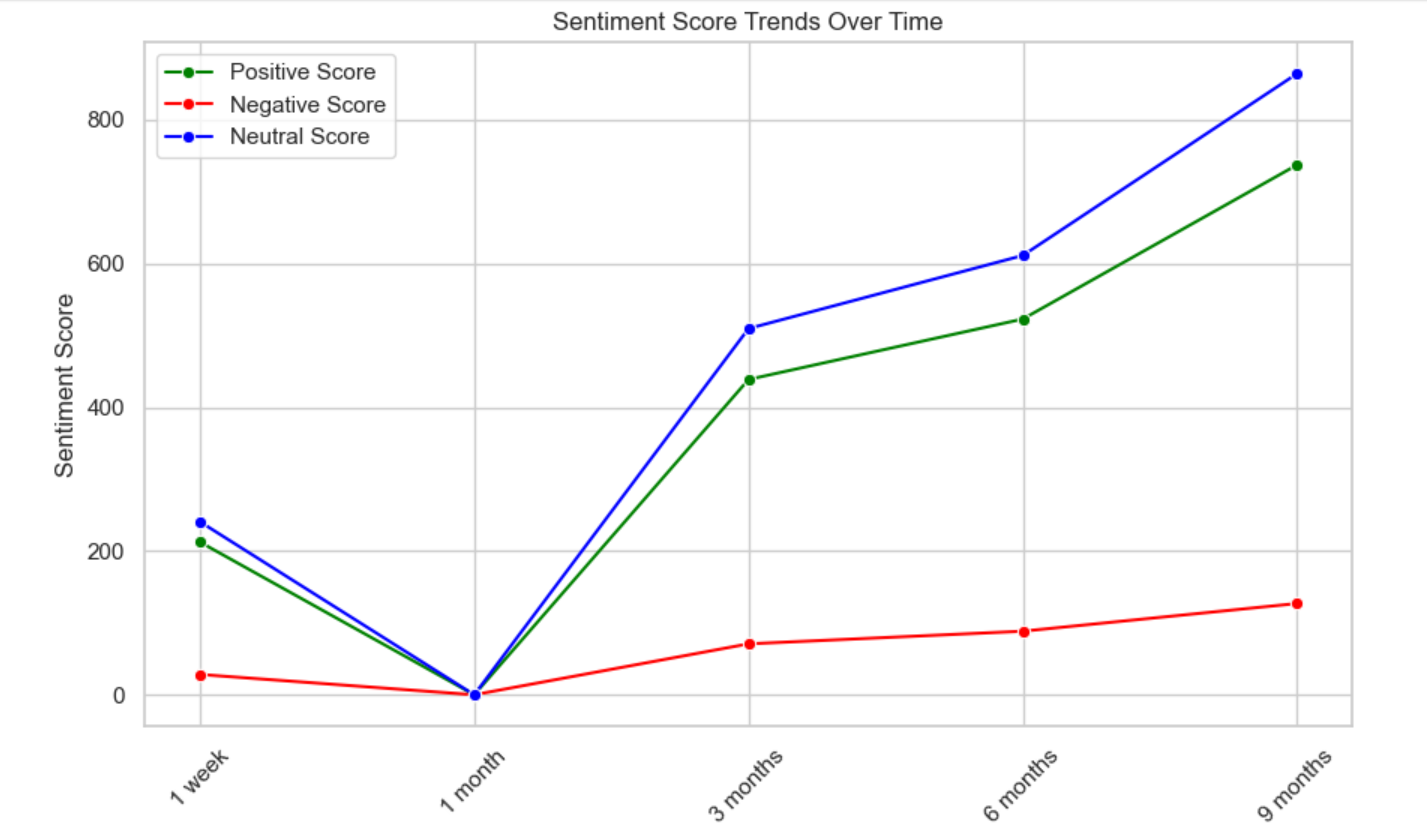 Sentiment Score Trends Over Time
Positive Score
Negative Score
Neutral Score
Sentiment Score
800
600
400
200
0
1 week
1 month
3 months
6 months
9 months